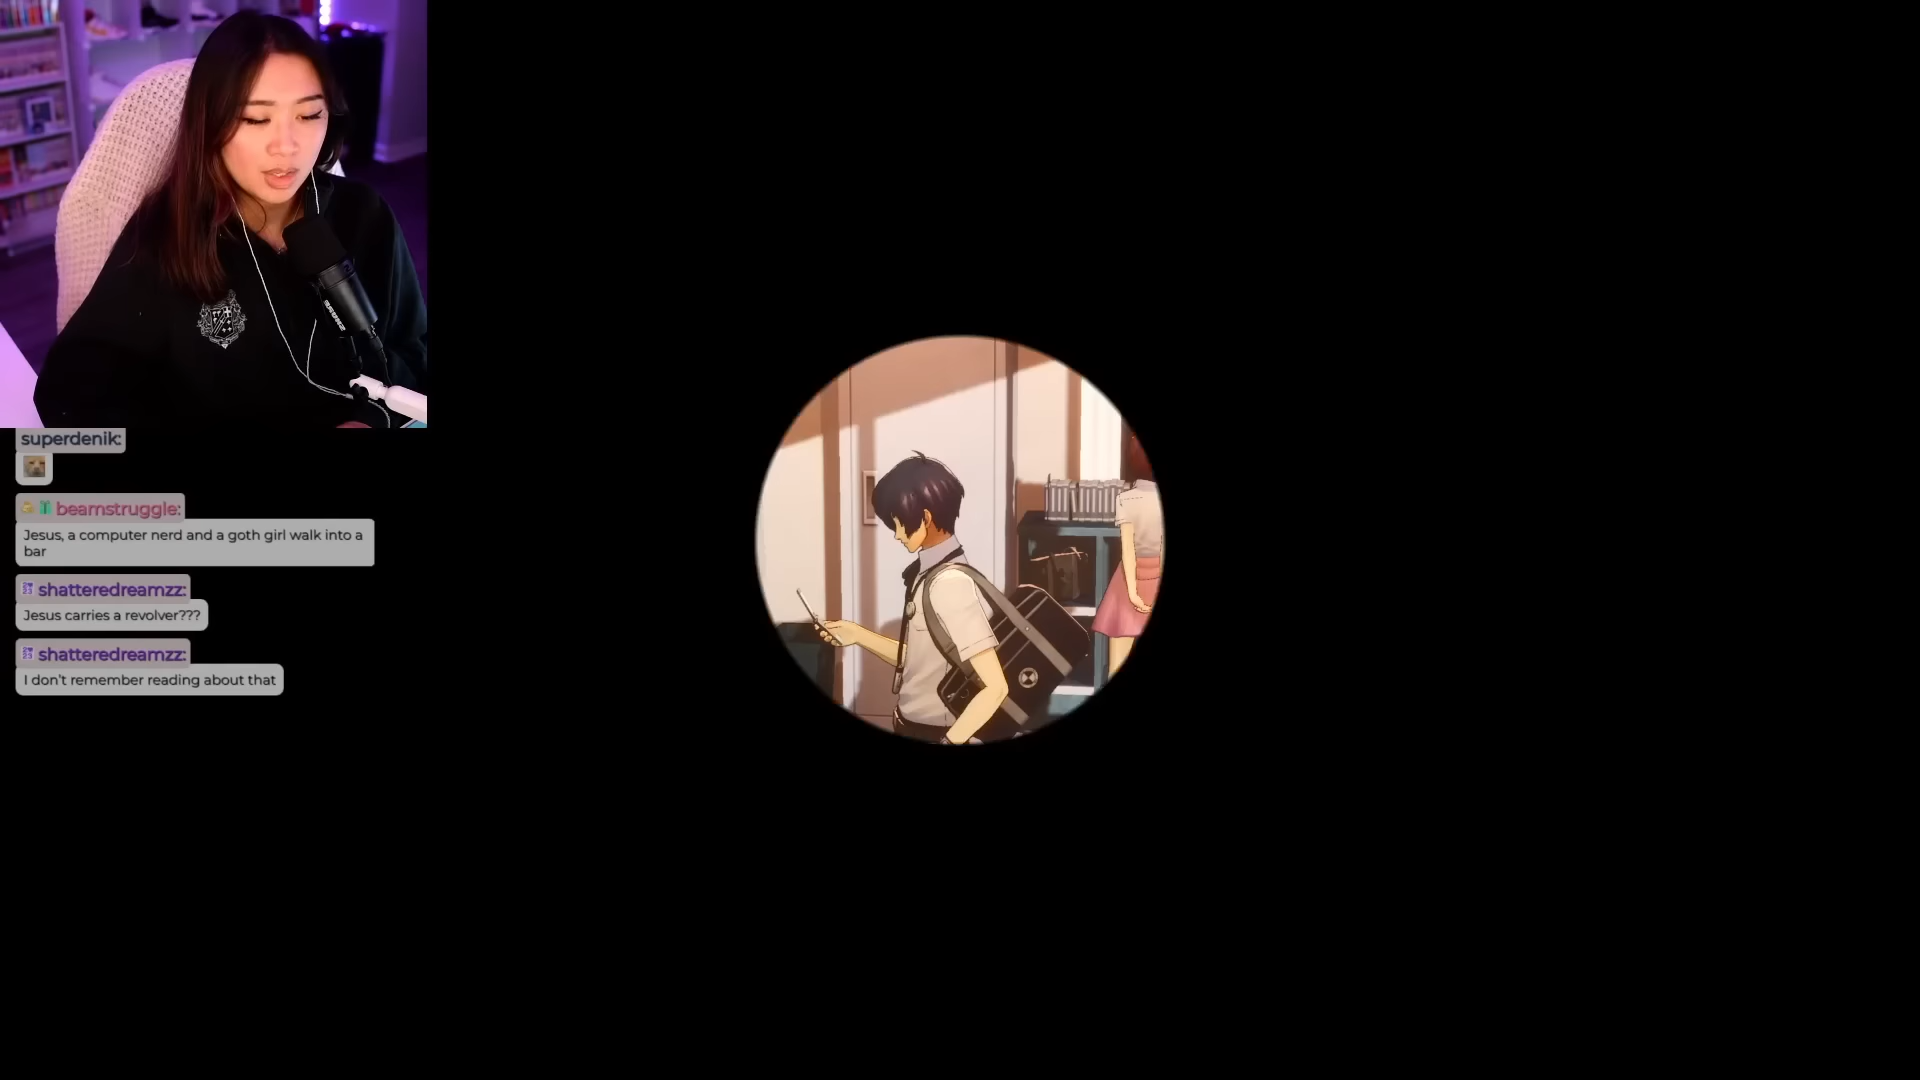 superdenik:
beamstruggle:
Jesus, a computer nerd and a goth girl walk into a
bar
shatteredreamzz:
Jesus carries a revolver???
shatteredreamzz:
I don't remember reading about that